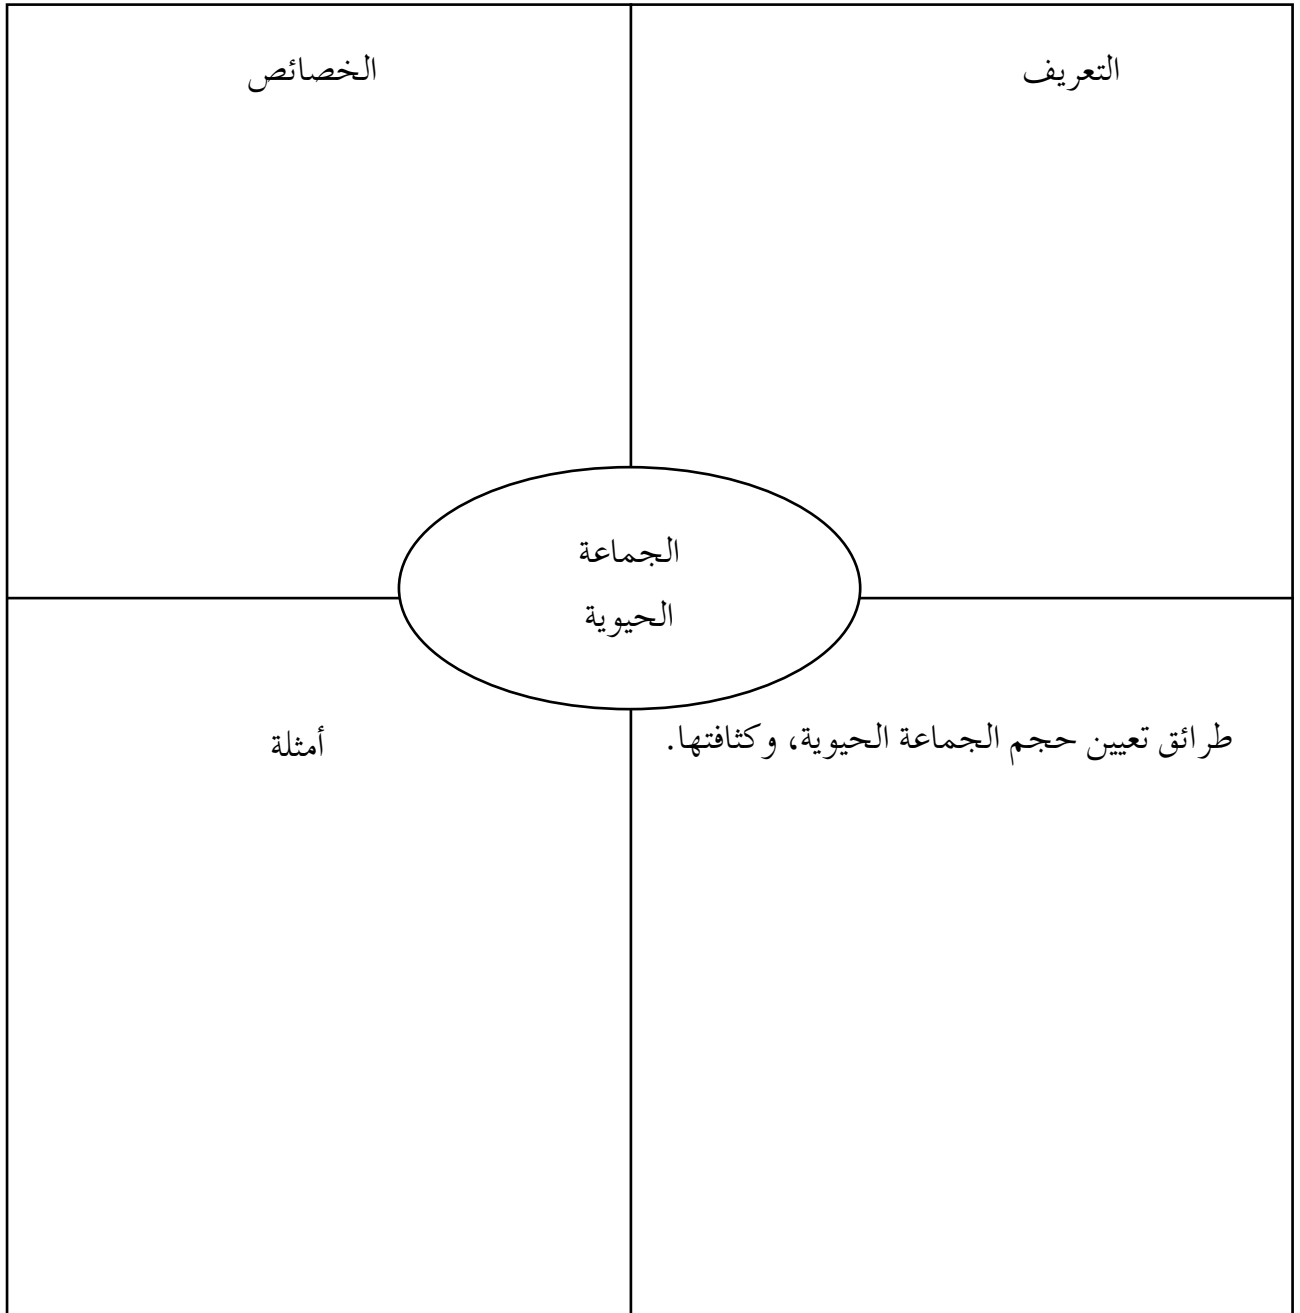 التعريف
الخصائص
الجماعة
الحيوية
طرائق تعيين حجم الجماعة الحيوية، وكثافتها.
أمثلة